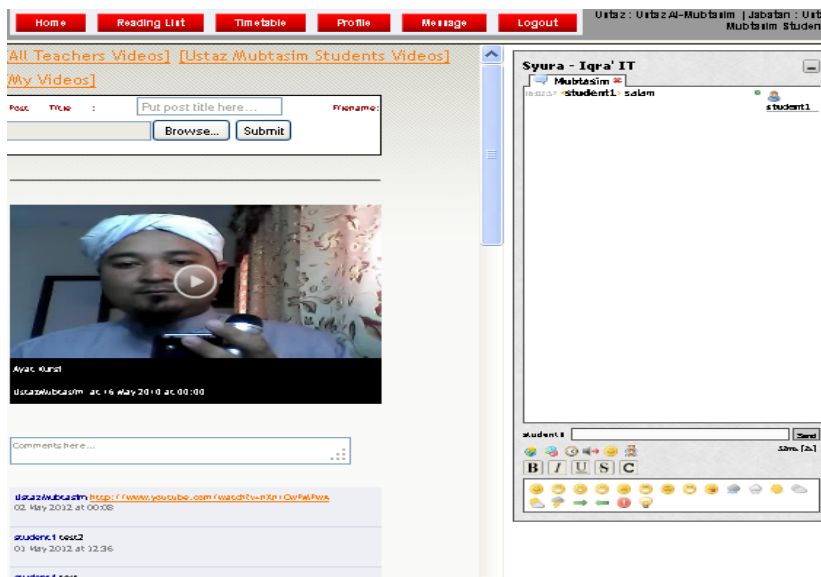 Home Reading List Timetable Profile Message Logout
Ustaz : Ustaz Al-Mubtasim | Jabatan : Ust
Mubtasim Studen
[All Teachers Videos] [Ustaz Mubtasim Students Videos]
[My Videos]
Post Title : Put post title here... Filename:
Browse... Submit
Ayat Kursi
UstazMubtasim at 16 May 2010 at 00:00
Comments here...
UstazMubtasim
02 May 2012 at 00:08
student1 test2
01 May 2012 at 12:36
student1
Syura - Iqra' IT
Mubtasim
student1 salam
student1
student1 Send
B I U S C